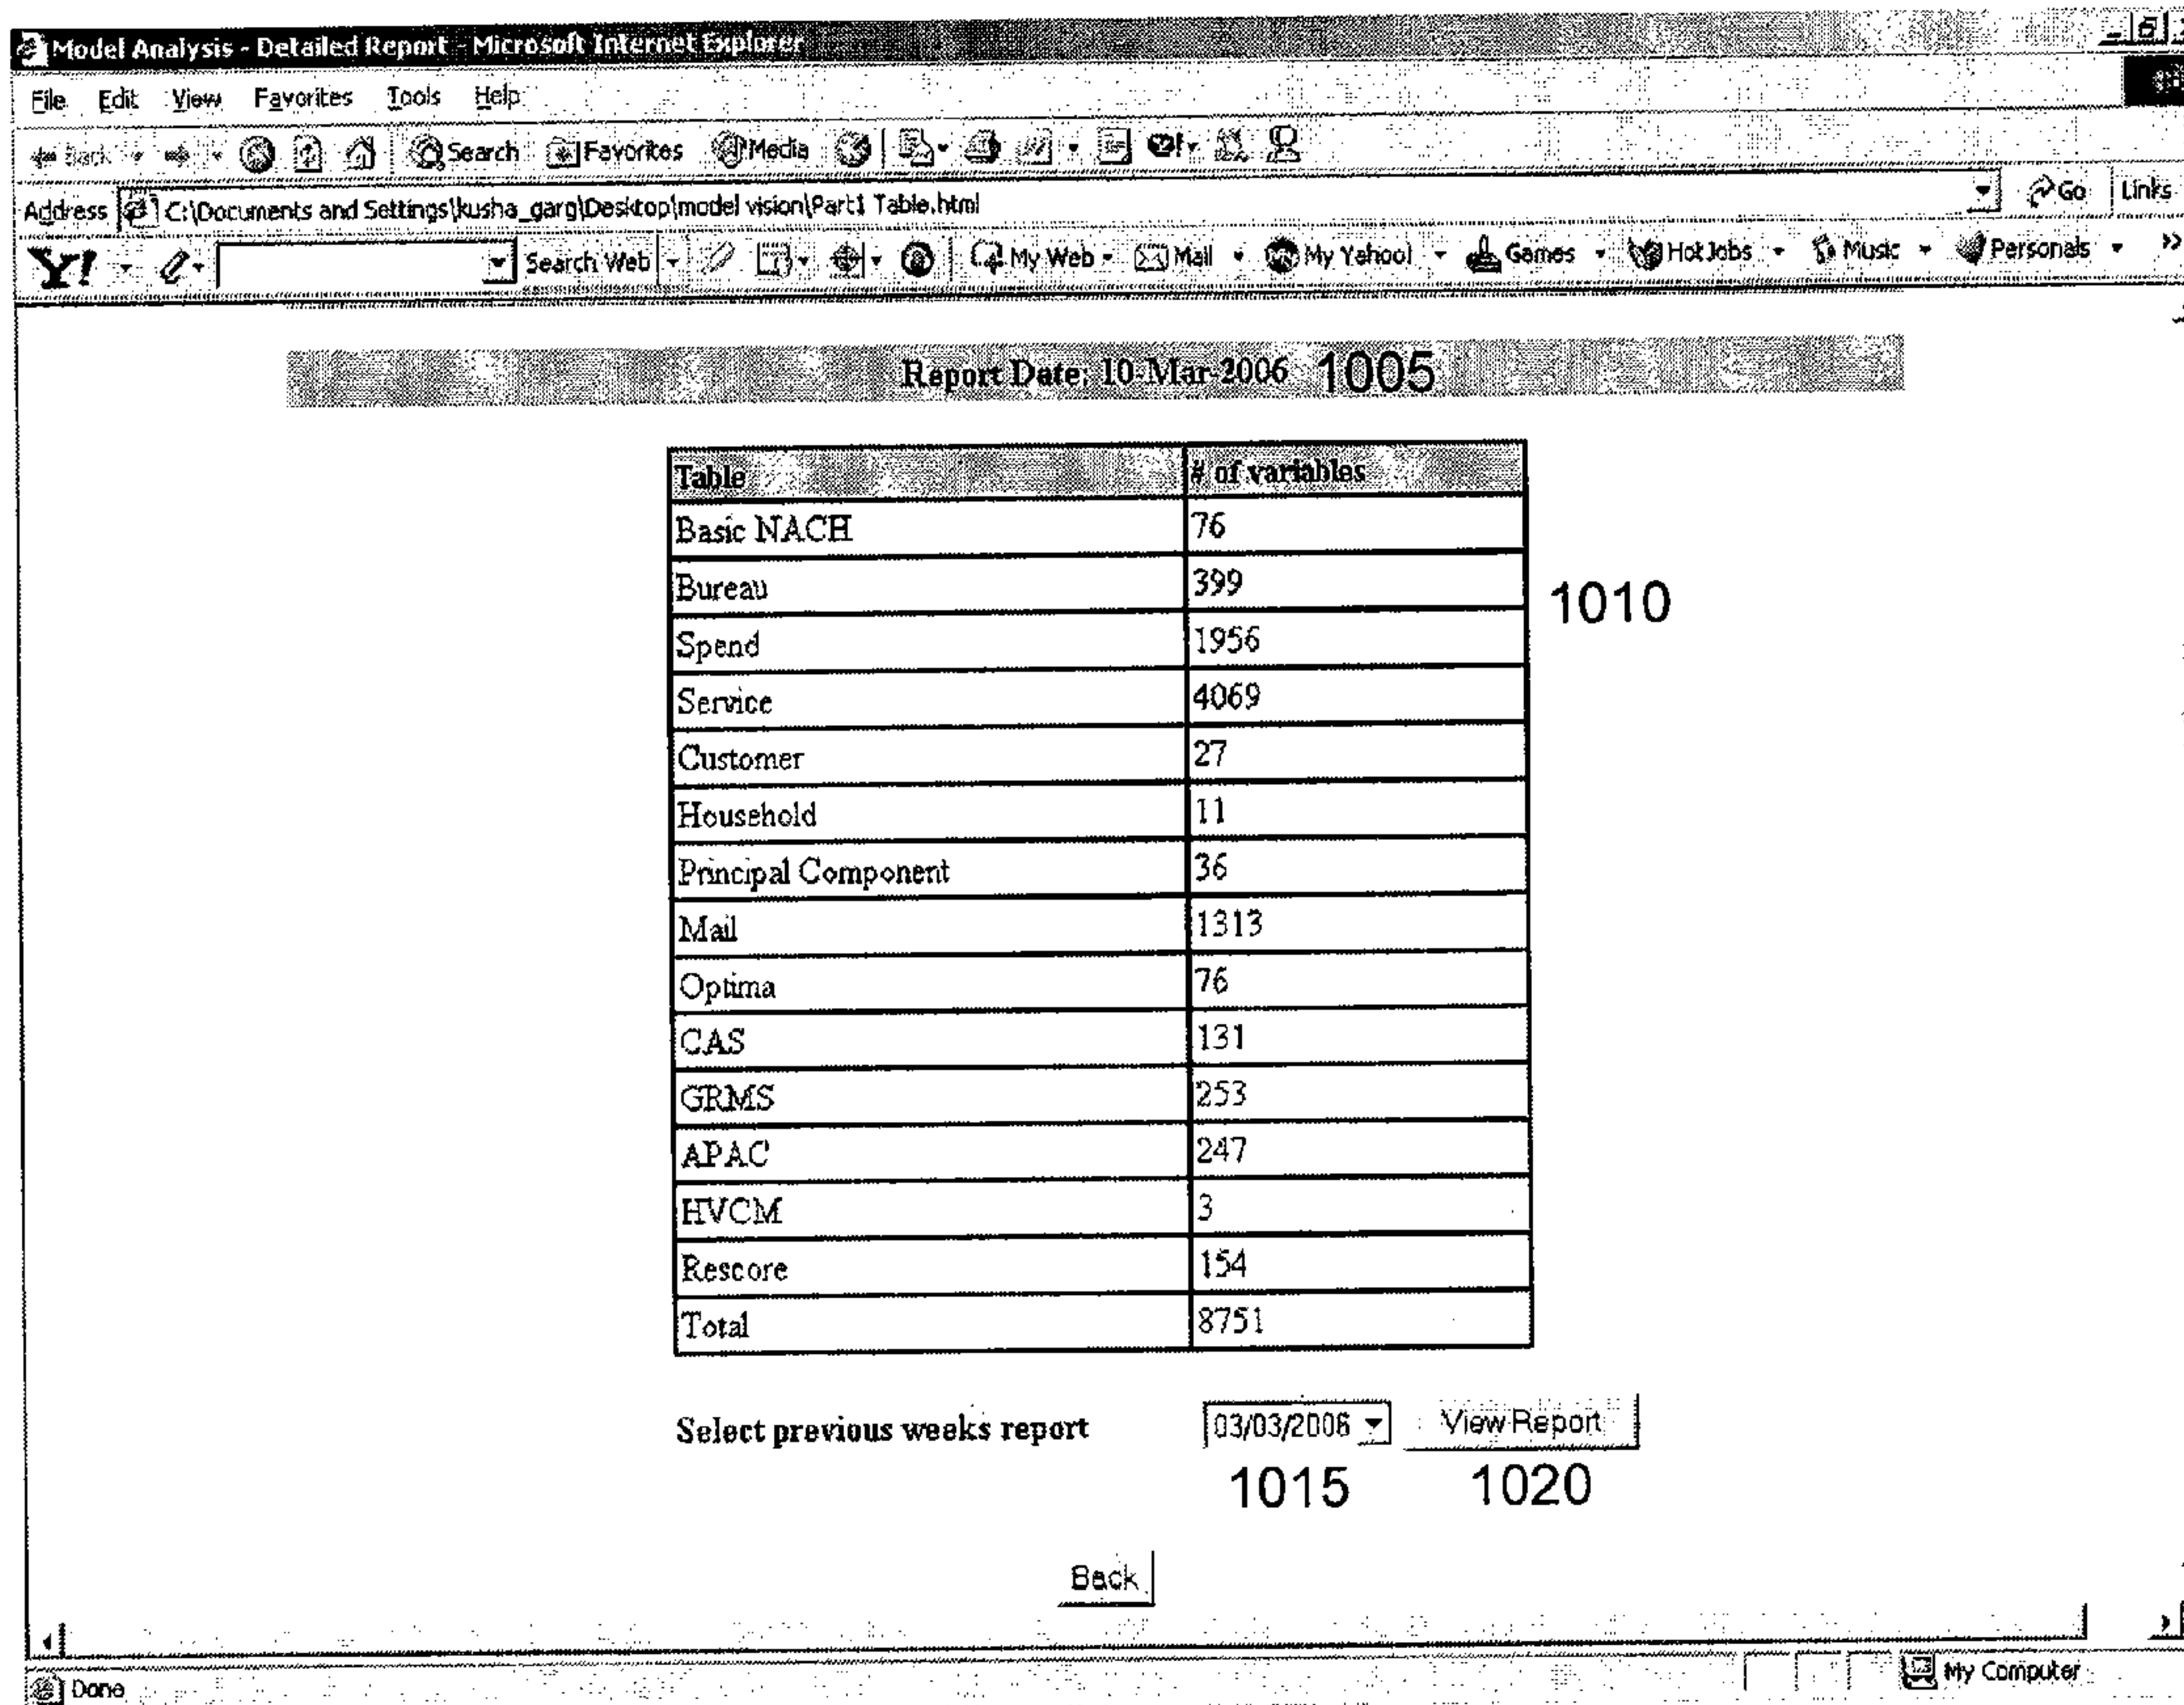 Model Analysis - Detailed Report - Microsoft Internet Explorer
File Edit View Favorites Tools Help
Back Search Favorites Media
Address C:\Documents and Settings\kusha_garg\Desktop\model vision\Part1 Table.html Go Links
Y! Search Web My Web Mail My Yahoo! Games HotJobs Music Personals »
Report Date: 10-Mar-2006 1005
Table # of variables
Basic NACH 76
Bureau 399
1010
Spend 1956
Service 4069
Customer 27
Household 11
Principal Component 36
Mail 1313
Optima 76
CAS 131
GRMS 253
APAC 247
HVCM 3
Rescore 154
Total 8751
Select previous weeks report 03/03/2006 View Report
1015 1020
Back
Done My Computer